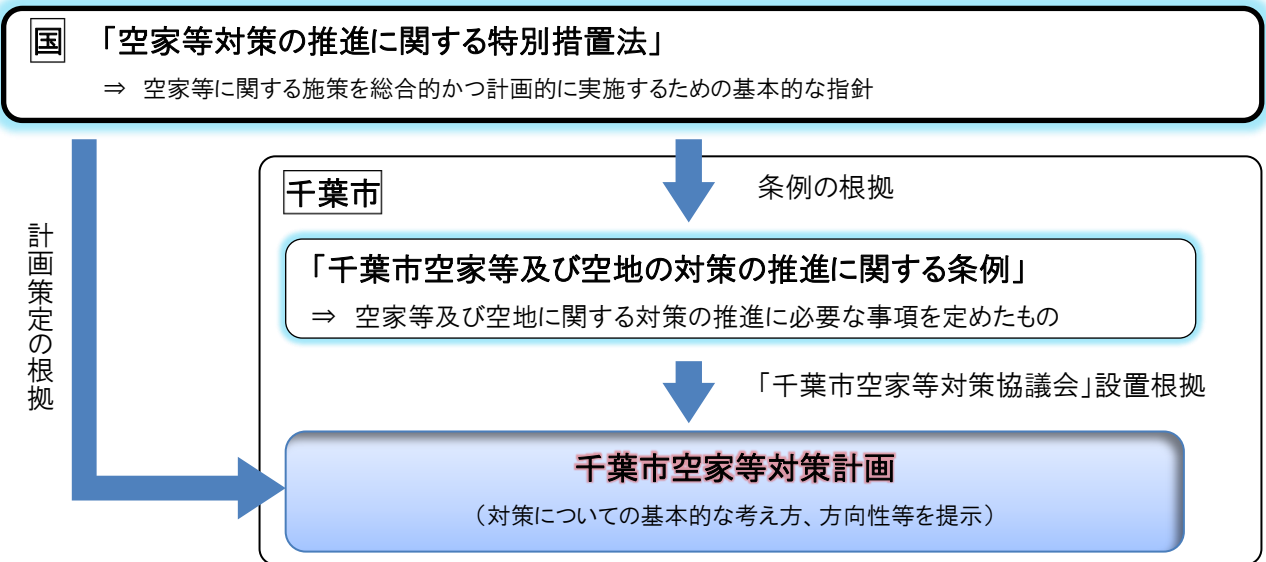 国 「空家等対策の推進に関する特別措置法」
⇒ 空家等に関する施策を総合的かつ計画的に実施するための基本的な指針
計画策定の根拠
千葉市
条例の根拠
「千葉市空家等及び空地の対策の推進に関する条例」
⇒ 空家等及び空地に関する対策の推進に必要な事項を定めたもの
「千葉市空家等対策協議会」設置根拠
千葉市空家等対策計画
（対策についての基本的な考え方、方向性等を提示）